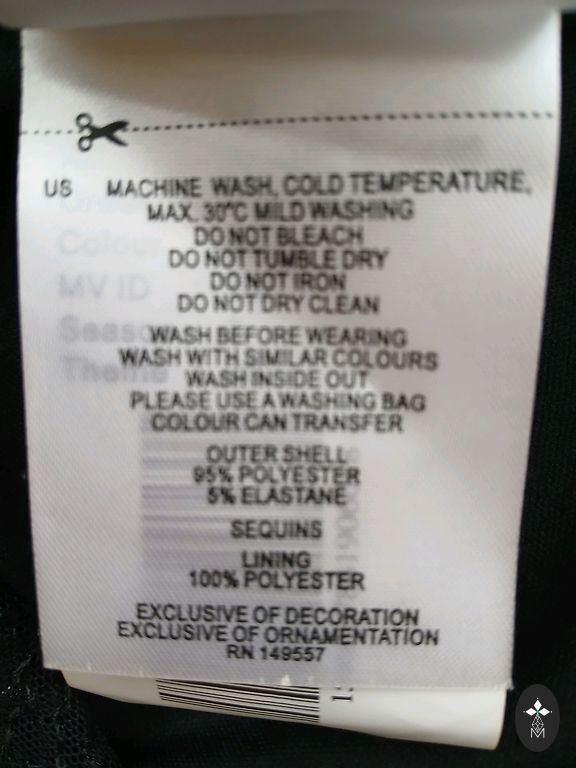 US MACHINE WASH, COLD TEMPERATURE,
MAX. 30°C MILD WASHING
DO NOT BLEACH
DO NOT TUMBLE DRY
DO NOT IRON
DO NOT DRY CLEAN
WASH BEFORE WEARING
WASH WITH SIMILAR COLOURS
WASH INSIDE OUT
PLEASE USE A WASHING BAG
COLOUR CAN TRANSFER
OUTER SHELL
95% POLYESTER
5% ELASTANE
SEQUINS
LINING
100% POLYESTER
EXCLUSIVE OF DECORATION
EXCLUSIVE OF ORNAMENTATION
RN 149557
Colour
MV ID